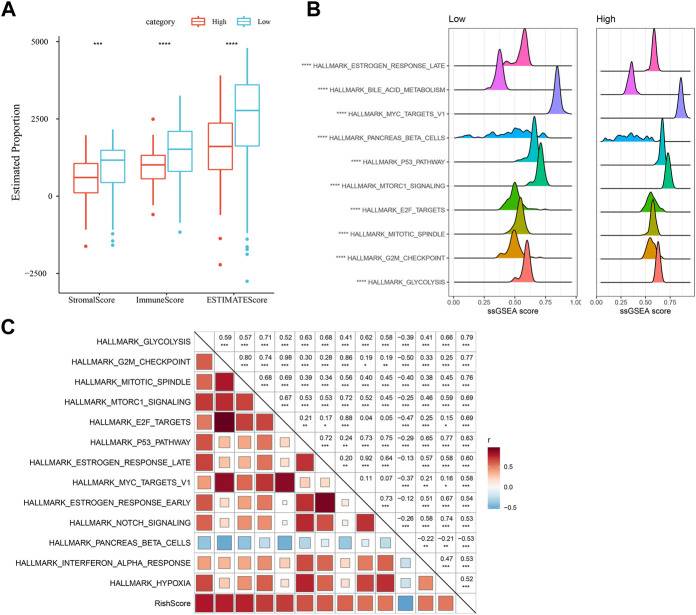 A
category
High Low
*** **** ****
Estimated Proportion
5000
2500
0
−2500
StromalScore ImmuneScore ESTIMATEScore
B
Low High
**** HALLMARK_ESTROGEN_RESPONSE_LATE
**** HALLMARK_BILE_ACID_METABOLISM
**** HALLMARK_MYC_TARGETS_V1
**** HALLMARK_PANCREAS_BETA_CELLS
**** HALLMARK_P53_PATHWAY
**** HALLMARK_MTORC1_SIGNALING
**** HALLMARK_E2F_TARGETS
**** HALLMARK_MITOTIC_SPINDLE
**** HALLMARK_G2M_CHECKPOINT
**** HALLMARK_GLYCOLYSIS
0.00 0.25 0.50 0.75 1.00 0.00 0.25 0.50 0.75
ssGSEA score ssGSEA score
C
HALLMARK_GLYCOLYSIS 0.59 0.57 0.71 0.52 0.63 0.68 0.41 0.62 0.58 −0.39 0.41 0.66 0.79
*** *** *** *** *** *** *** *** *** *** *** *** ***
HALLMARK_G2M_CHECKPOINT 0.80 0.74 0.98 0.30 0.28 0.86 0.19 0.19 −0.50 0.33 0.25 0.77
*** *** *** *** *** *** * ** *** *** *** ***
HALLMARK_MITOTIC_SPINDLE 0.68 0.69 0.39 0.34 0.56 0.40 0.45 −0.40 0.38 0.45 0.76
*** *** *** *** *** *** *** *** *** *** ***
HALLMARK_MTORC1_SIGNALING 0.67 0.53 0.53 0.72 0.52 0.45 −0.25 0.46 0.59 0.69
*** *** *** *** *** *** *** *** *** ***
HALLMARK_E2F_TARGETS 0.21 0.17 0.88 0.04 0.05 −0.47 0.25 0.15 0.69
** * *** *** *** * ***
HALLMARK_P53_PATHWAY 0.72 0.24 0.73 0.75 −0.29 0.65 0.77 0.63
*** ** *** *** *** *** *** ***
HALLMARK_ESTROGEN_RESPONSE_LATE 0.20 0.92 0.64 −0.13 0.57 0.58 0.60
** *** *** *** *** ***
HALLMARK_MYC_TARGETS_V1 0.11 0.07 −0.37 0.21 0.16 0.58
*** ** * ***
HALLMARK_ESTROGEN_RESPONSE_EARLY 0.73 −0.12 0.51 0.67 0.54
*** *** *** ***
HALLMARK_NOTCH_SIGNALING −0.26 0.58 0.74 0.53
*** *** *** ***
HALLMARK_PANCREAS_BETA_CELLS −0.22 −0.21 −0.53
** ** ***
HALLMARK_INTERFERON_ALPHA_RESPONSE 0.47 0.53
*** ***
HALLMARK_HYPOXIA 0.52
***
RishScore
r
1.0
0.5
0.0
−0.5